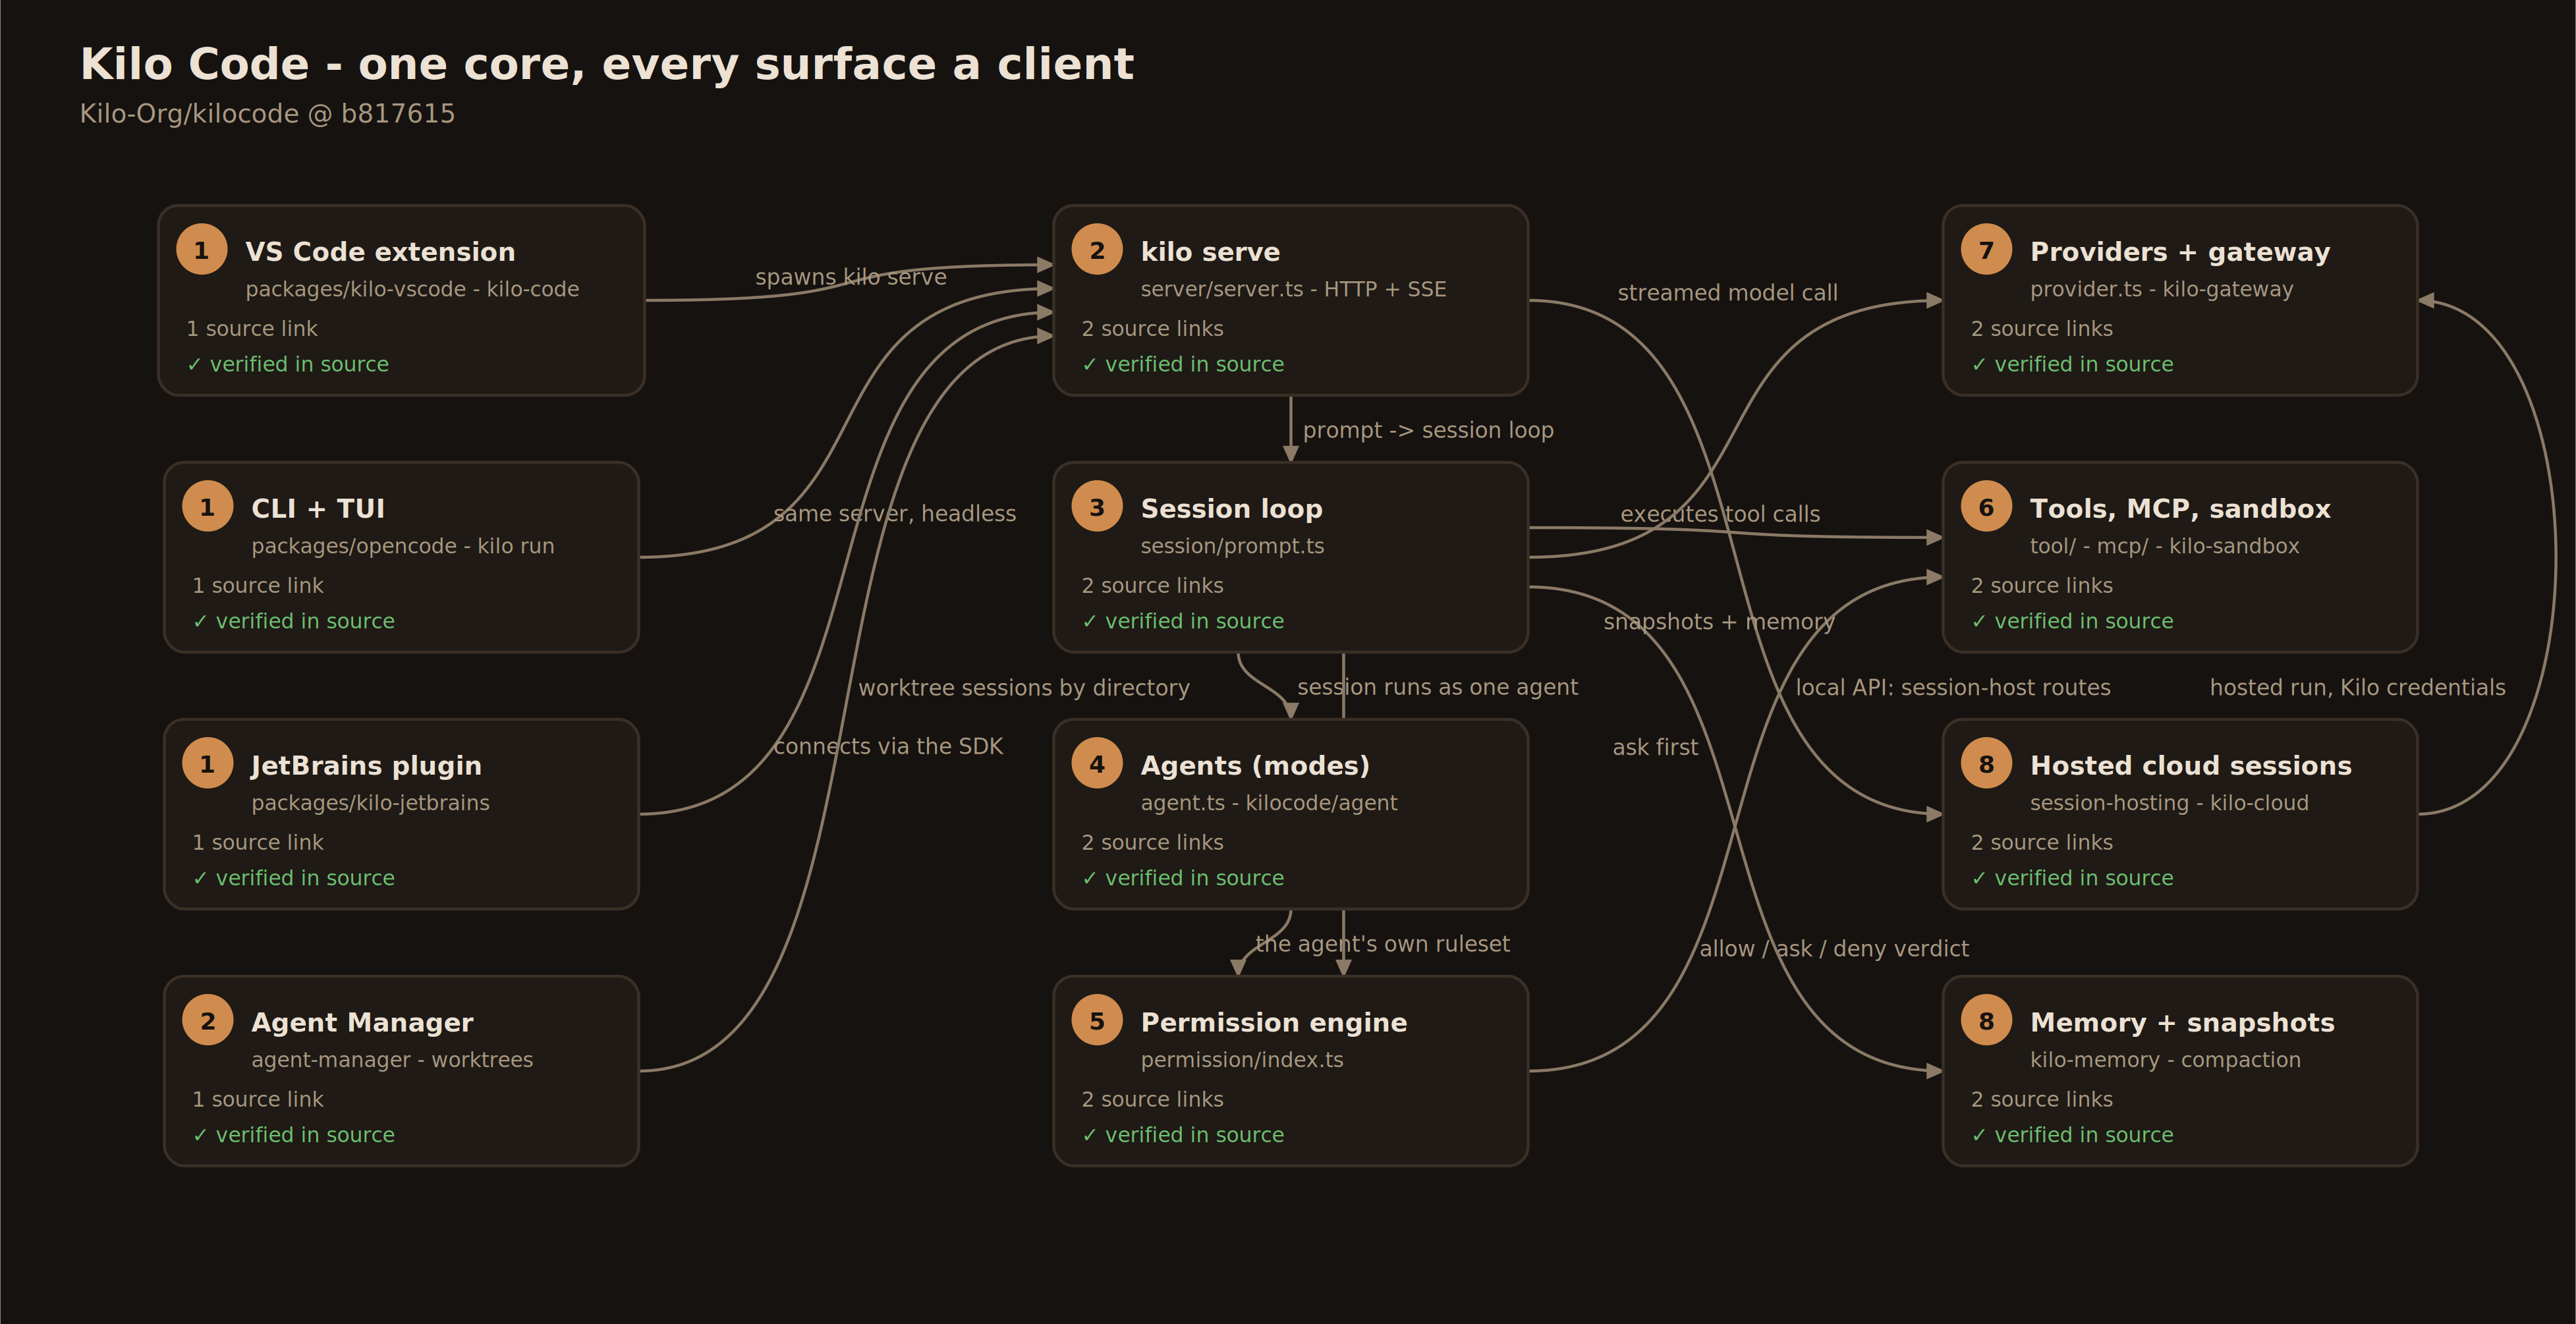 Kilo Code - one core, every surface a client
Kilo-Org/kilocode @ b817615
1
VS Code extension
packages/kilo-vscode - kilo-code
1 source link
✓ verified in source
spawns kilo serve
2
kilo serve
server/server.ts - HTTP + SSE
2 source links
✓ verified in source
streamed model call
7
Providers + gateway
provider.ts - kilo-gateway
2 source links
✓ verified in source
prompt -> session loop
1
CLI + TUI
packages/opencode - kilo run
1 source link
✓ verified in source
same server, headless
3
Session loop
session/prompt.ts
2 source links
✓ verified in source
executes tool calls
snapshots + memory
6
Tools, MCP, sandbox
tool/ - mcp/ - kilo-sandbox
2 source links
✓ verified in source
worktree sessions by directory
session runs as one agent
local API: session-host routes
hosted run, Kilo credentials
1
JetBrains plugin
packages/kilo-jetbrains
1 source link
✓ verified in source
connects via the SDK
4
Agents (modes)
agent.ts - kilocode/agent
2 source links
✓ verified in source
ask first
8
Hosted cloud sessions
session-hosting - kilo-cloud
2 source links
✓ verified in source
the agent's own ruleset
allow / ask / deny verdict
2
Agent Manager
agent-manager - worktrees
1 source link
✓ verified in source
5
Permission engine
permission/index.ts
2 source links
✓ verified in source
8
Memory + snapshots
kilo-memory - compaction
2 source links
✓ verified in source